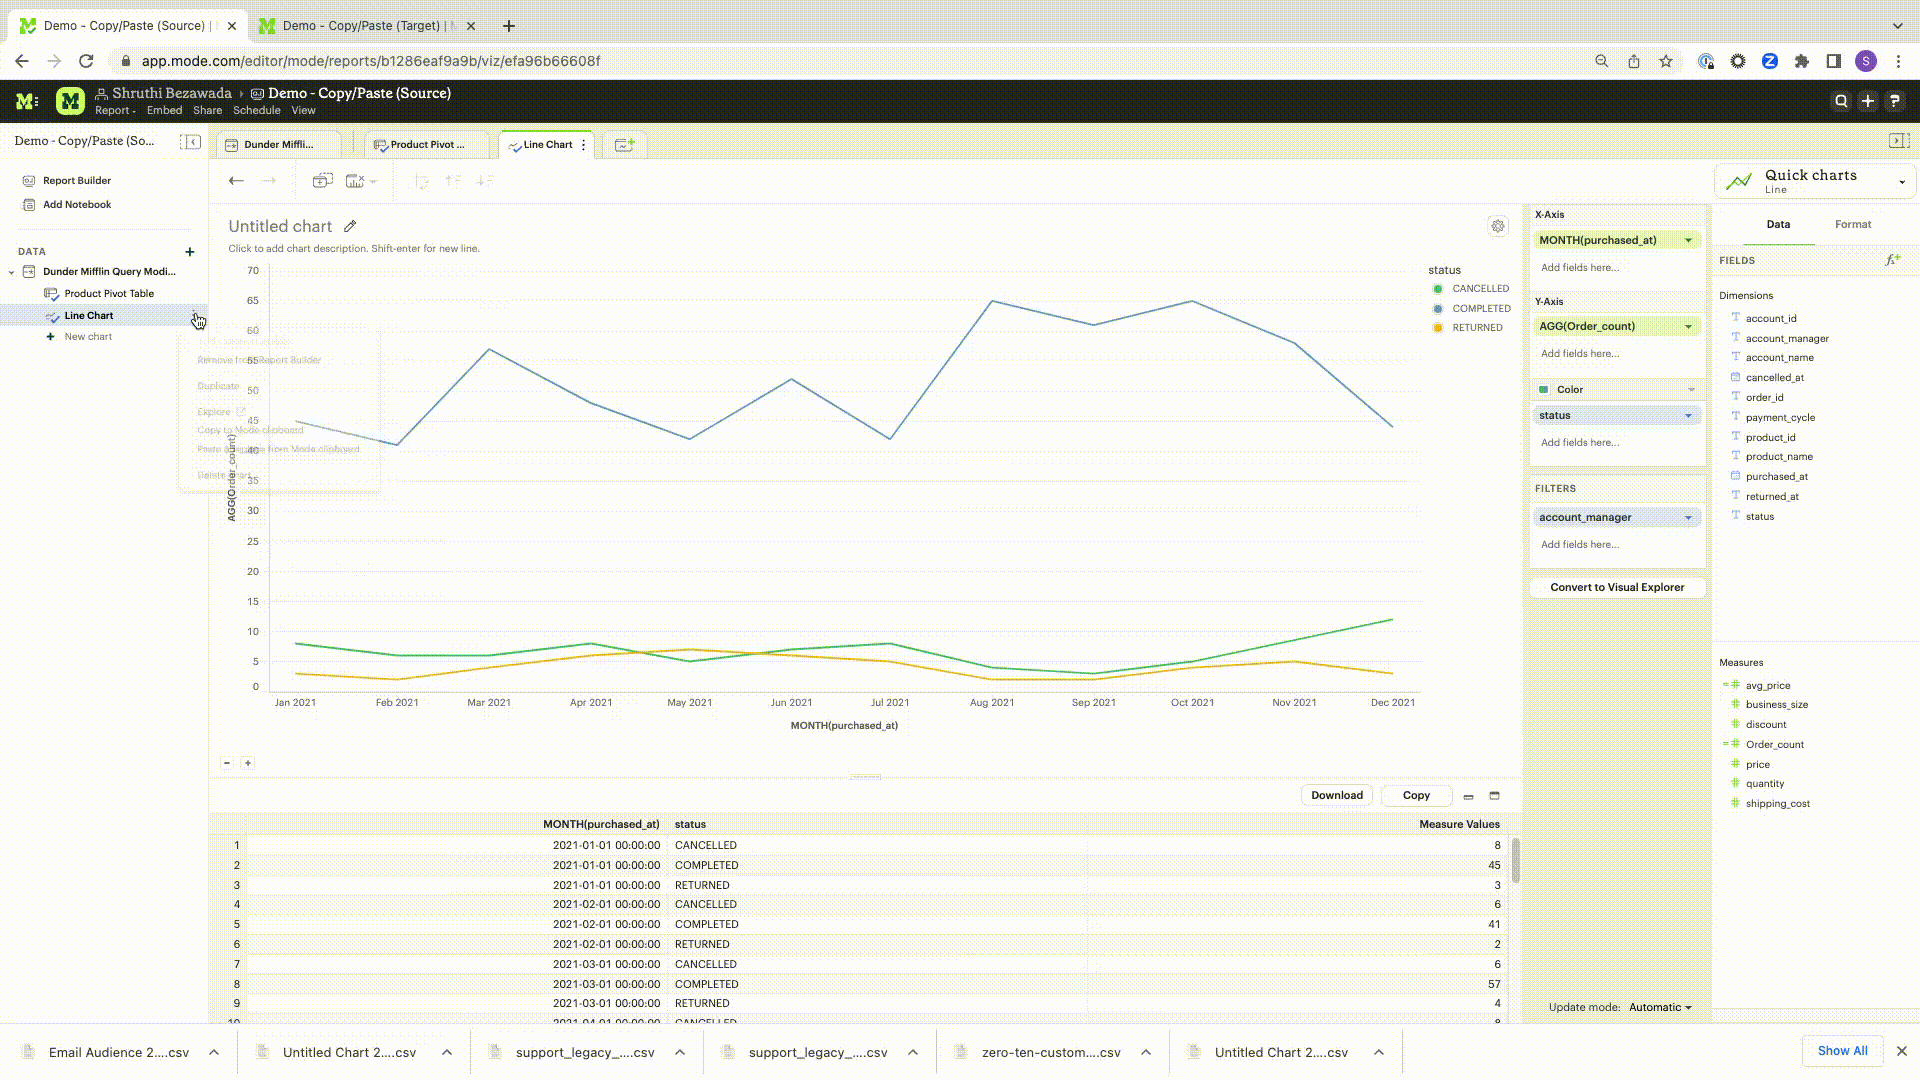 Demo - Copy/Paste (Source) |
Demo - Copy/Paste (Target) |
app.mode.com/editor/mode/reports/b1286eaf9a9b/viz/efa96b66608f
S
Shruthi Bezawada › Demo - Copy/Paste (Source)
Report Embed Share Schedule View
Demo - Copy/Paste (So...
Dunder Miffli...
Product Pivot ...
Line Chart
Report Builder
Add Notebook
DATA
Dunder Mifflin Query Modi...
Product Pivot Table
Line Chart
New chart
Remove from Report Builder
Duplicate
Explore
Copy to Mode clipboard
Delete chart
Untitled chart
Click to add chart description. Shift-enter for new line.
70
65
60
55
50
45
40
35
30
25
20
15
10
5
0
AGG(Order_count)
Jan 2021 Feb 2021 Mar 2021 Apr 2021 May 2021 Jun 2021 Jul 2021 Aug 2021 Sep 2021 Oct 2021 Nov 2021 Dec 2021
MONTH(purchased_at)
status
CANCELLED
COMPLETED
RETURNED
X-Axis
MONTH(purchased_at)
Add fields here...
Y-Axis
AGG(Order_count)
Add fields here...
Color
status
Add fields here...
FILTERS
account_manager
Add fields here...
Convert to Visual Explorer
Update mode: Automatic
Quick charts
Line
Data Format
FIELDS
Dimensions
account_id
account_manager
account_name
cancelled_at
order_id
payment_cycle
product_id
product_name
purchased_at
returned_at
status
Measures
avg_price
business_size
discount
Order_count
price
quantity
shipping_cost
Download Copy
MONTH(purchased_at) status Measure Values
1 2021-01-01 00:00:00 CANCELLED 8
2 2021-01-01 00:00:00 COMPLETED 45
3 2021-01-01 00:00:00 RETURNED 3
4 2021-02-01 00:00:00 CANCELLED 6
5 2021-02-01 00:00:00 COMPLETED 41
6 2021-02-01 00:00:00 RETURNED 2
7 2021-03-01 00:00:00 CANCELLED 6
8 2021-03-01 00:00:00 COMPLETED 57
9 2021-03-01 00:00:00 RETURNED 4
10 2021-04-01 00:00:00 CANCELLED 8
Email Audience 2....csv
Untitled Chart 2....csv
support_legacy_....csv
support_legacy_....csv
zero-ten-custom....csv
Untitled Chart 2....csv
Show All